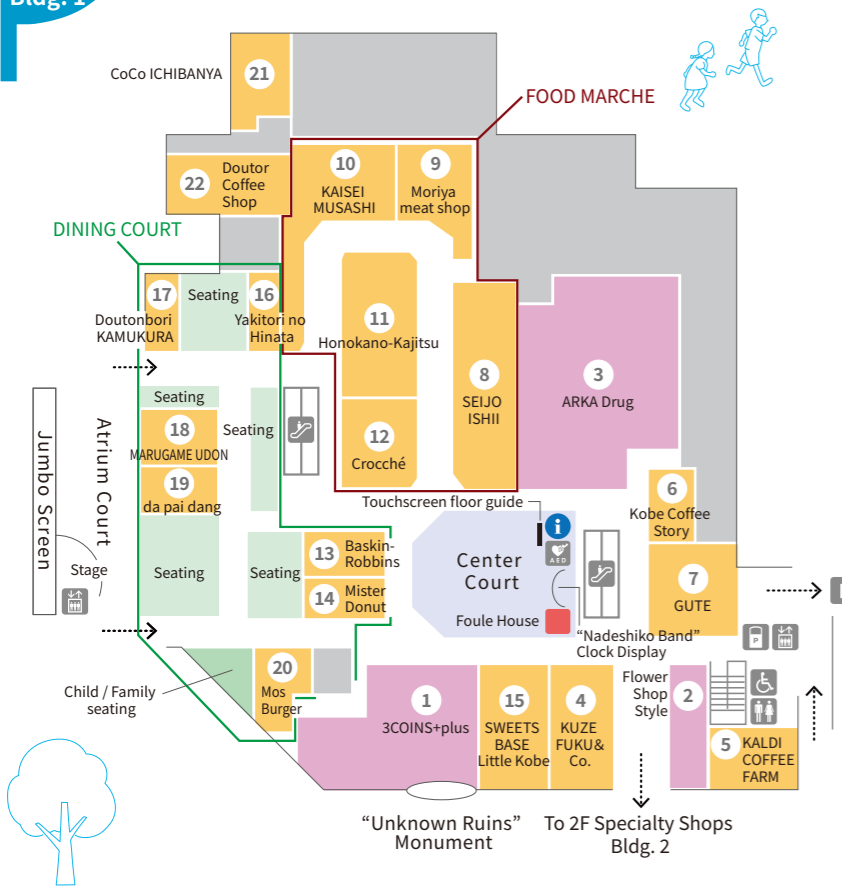 Bldg. 1
CoCo ICHIBANYA
21
FOOD MARCHE
22
Doutor
Coffee
Shop
10
KAISEI
MUSASHI
9
Moriya
meat shop
DINING COURT
17
Doutonbori
KAMUKURA
Seating
16
Yakitori no
Hinata
11
Honokano-Kajitsu
8
SEIJO
ISHII
3
ARKA Drug
Seating
18
MARUGAME UDON
Seating
19
da pai dang
12
Crocché
Jumbo Screen
Atrium Court
Stage
Touchscreen floor guide
i
AED
6
Kobe Coffee
Story
Center
Court
Seating
Seating
13
Baskin-
Robbins
14
Mister
Donut
Foule House
7
GUTE
"Nadeshiko Band"
Clock Display
P
20
Mos
Burger
Child / Family
seating
1
3COINS+plus
15
SWEETS
BASE
Little Kobe
4
KUZE
FUKU&
Co.
Flower
Shop
Style
2
5
KALDI
COFFEE
FARM
"Unknown Ruins"
Monument
To 2F Specialty Shops
Bldg. 2